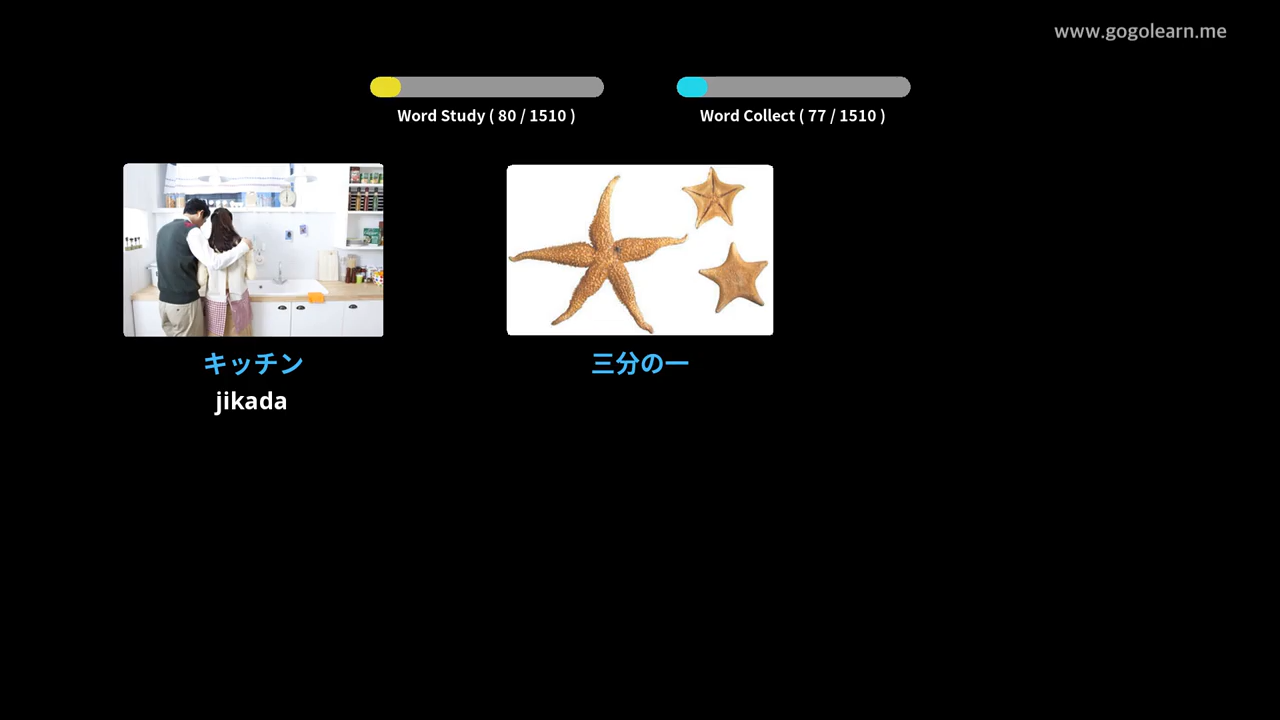 www.gogolearn.me
Word Study ( 80 / 1510 )
Word Collect ( 77 / 1510 )
キッチン
jikada
三分の一